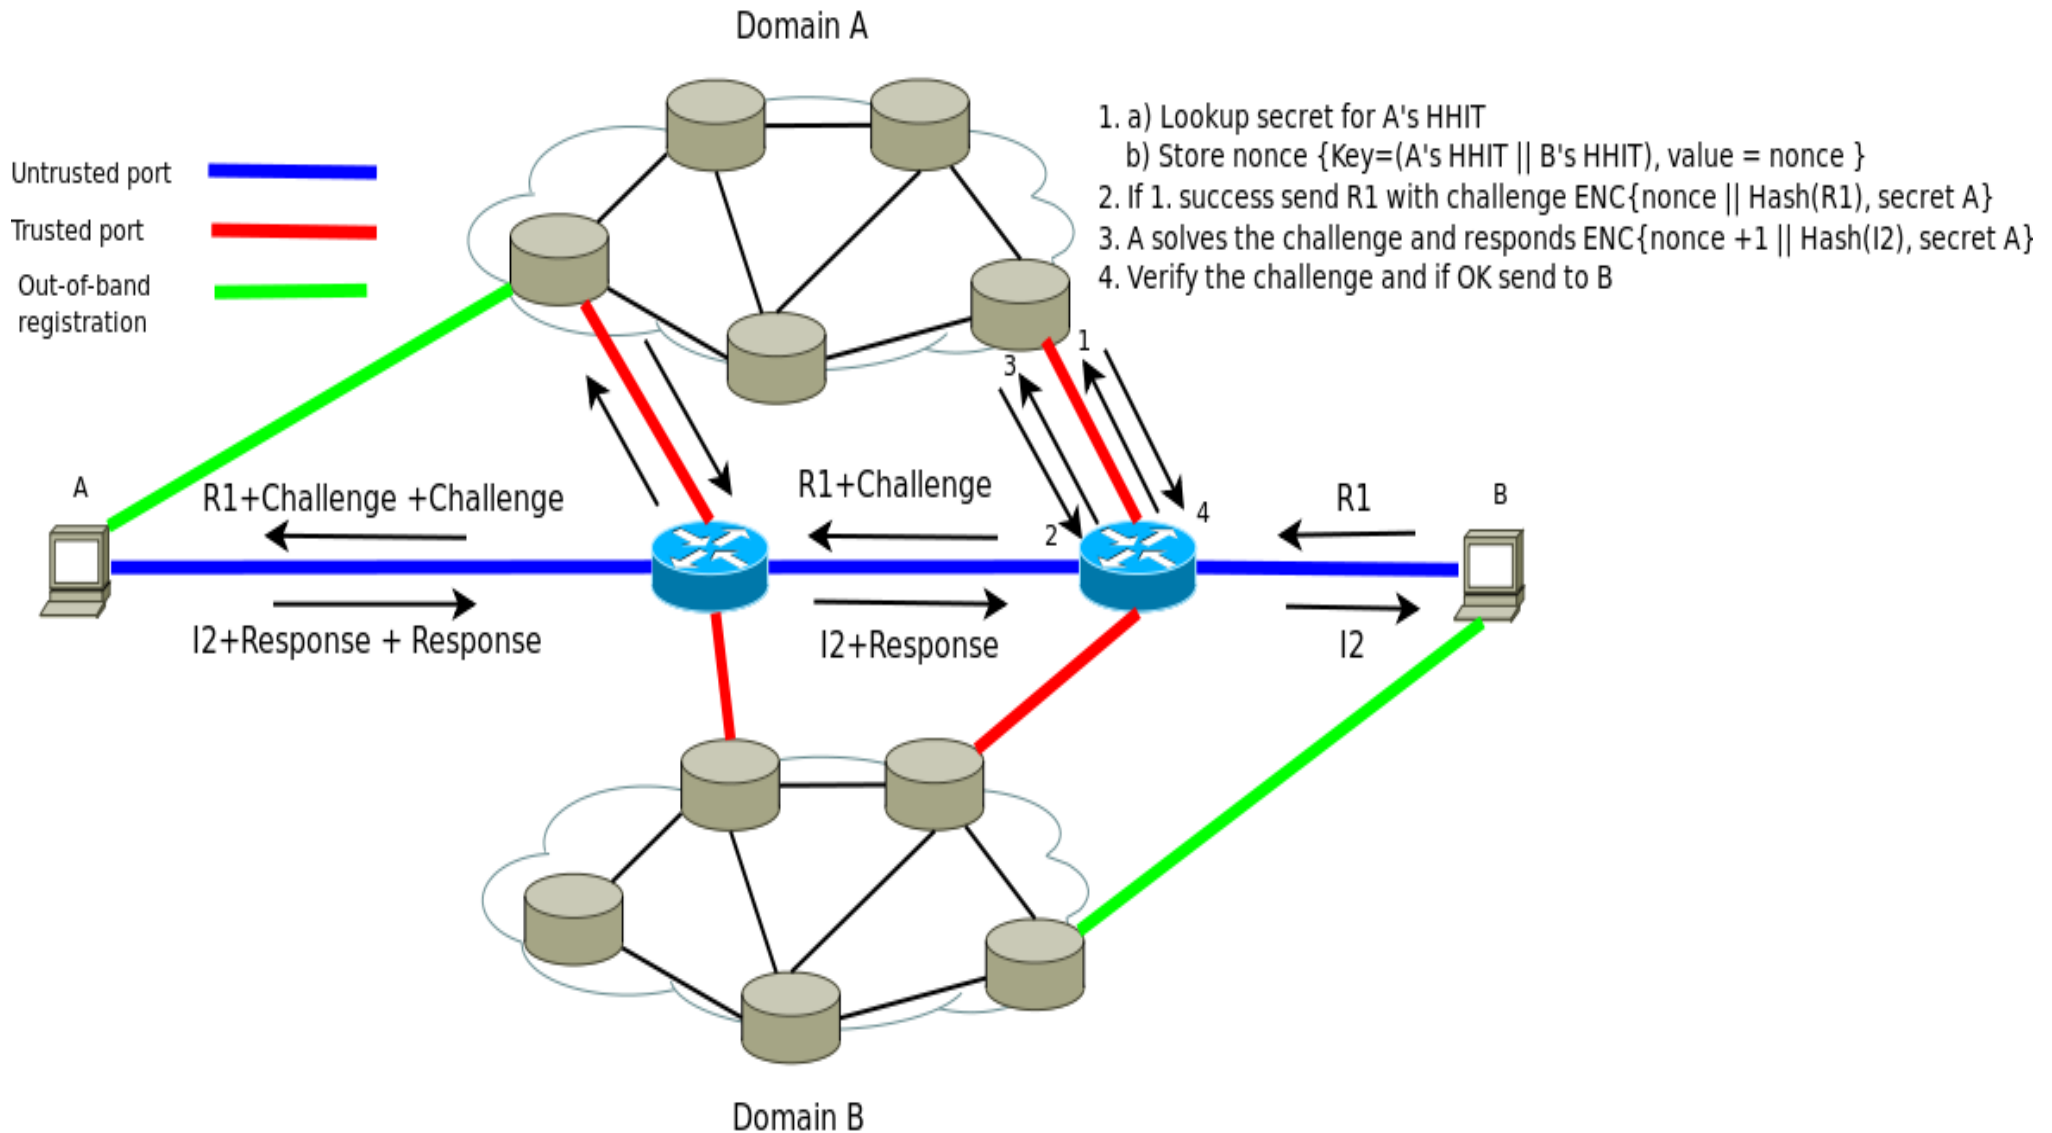 Domain A
1. a) Lookup secret for A's HHIT
b) Store nonce {Key=(A's HHIT || B's HHIT), value = nonce }
2. If 1. success send R1 with challenge ENC{nonce || Hash(R1), secret A}
3. A solves the challenge and responds ENC{nonce +1 || Hash(I2), secret A}
4. Verify the challenge and if OK send to B
Untrusted port
Trusted port
Out-of-band
registration
1
3
A
R1+Challenge +Challenge
R1+Challenge
2
4
R1
B
I2+Response + Response
I2+Response
I2
Domain B